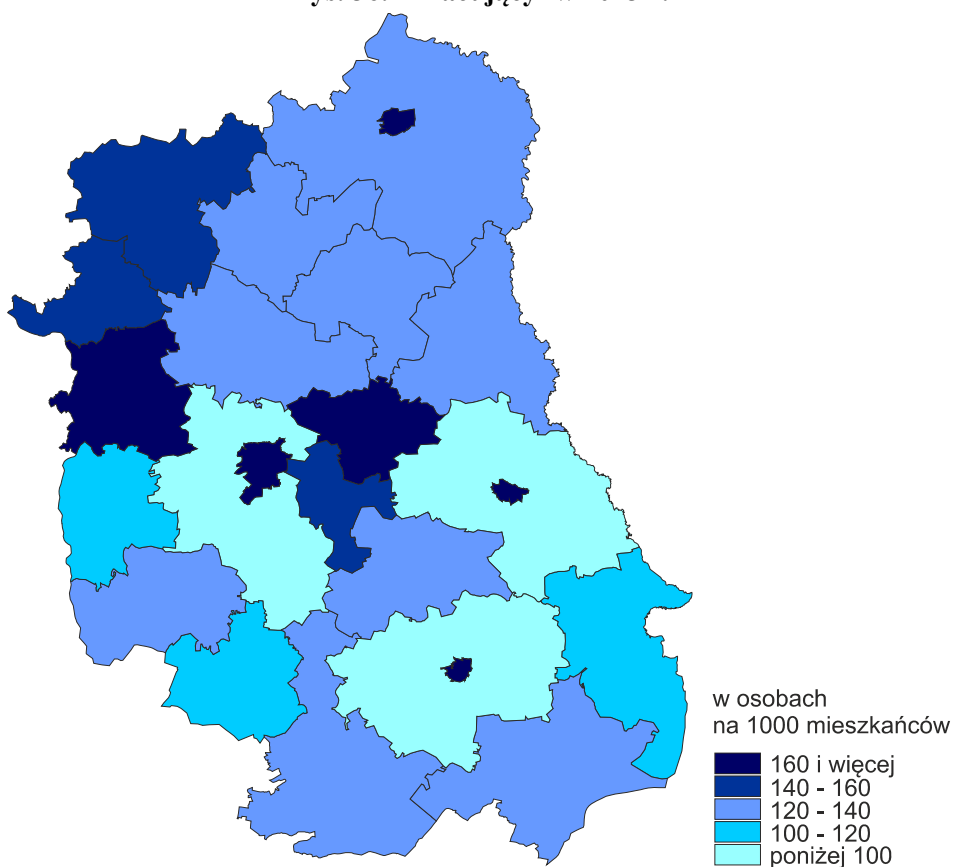 w osobach
na 1000 mieszkańców
160 i więcej
140 - 160
120 - 140
100 - 120
poniżej 100